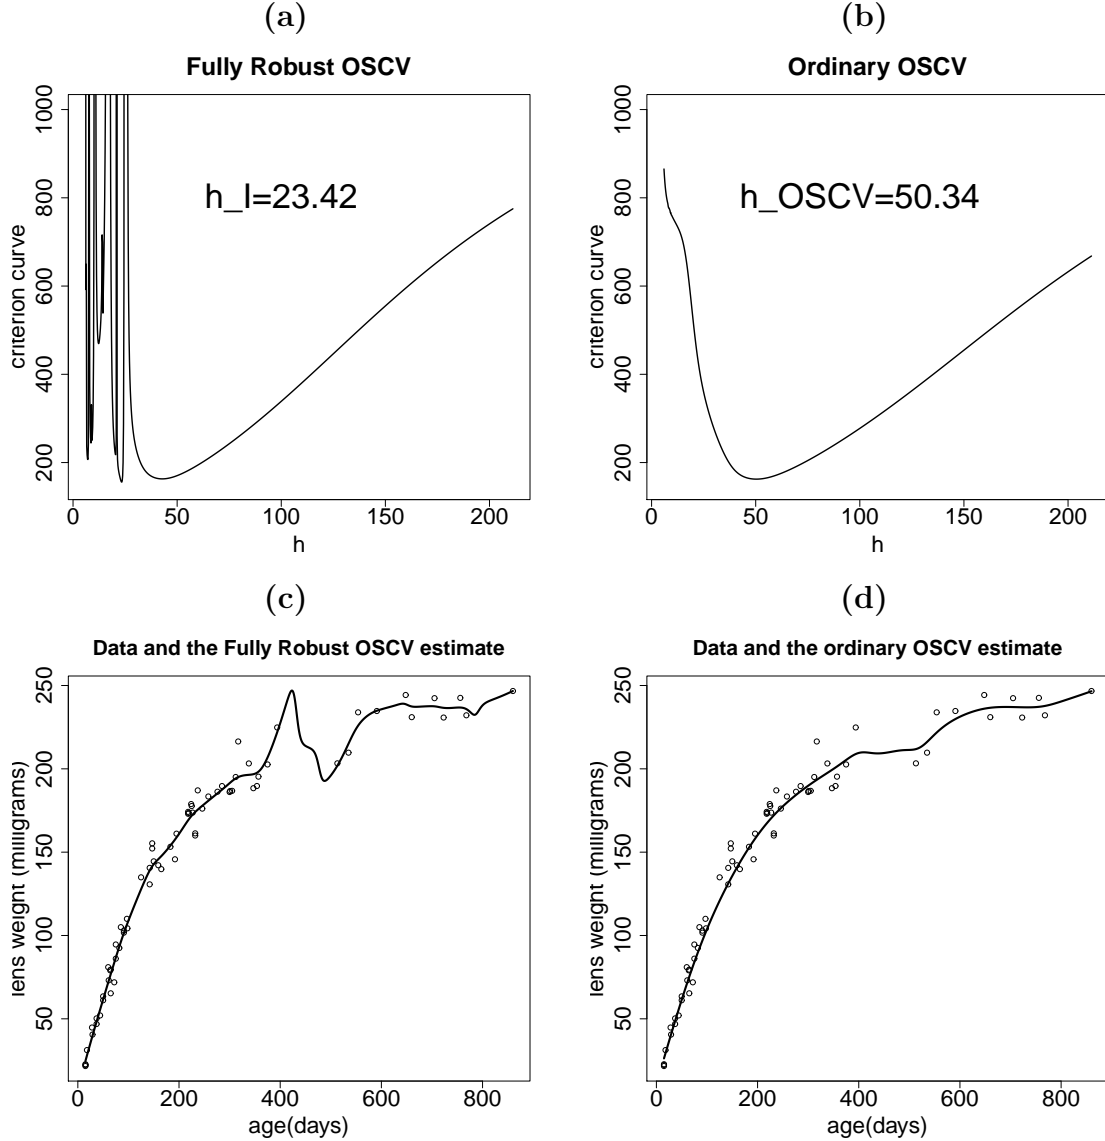 (a)
Fully Robust OSCV
criterion curve
200 400 600 800 1000
h_I=23.42
0 50 100 150 200
h
(b)
Ordinary OSCV
criterion curve
200 400 600 800 1000
h_OSCV=50.34
0 50 100 150 200
h
(c)
Data and the Fully Robust OSCV estimate
lens weight (milligrams)
50 100 150 200 250
0 200 400 600 800
age(days)
(d)
Data and the ordinary OSCV estimate
lens weight (milligrams)
50 100 150 200 250
0 200 400 600 800
age(days)